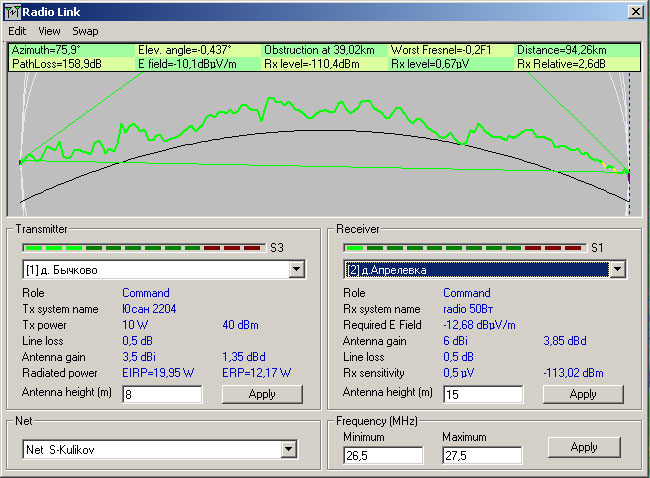 Radio Link
Edit View Swap
Azimuth=75,9° Elev. angle=-0,437° Obstruction at 39,02km Worst Fresnel=-0,2F1 Distance=94,26km
PathLoss=158,9dB E field=-10,1dBµV/m Rx level=-110,4dBm Rx level=0,67µV Rx Relative=2,6dB
Transmitter
S3
[1] д. Бычково
Role Command
Tx system name Юсан 2204
Tx power 10 W 40 dBm
Line loss 0,5 dB
Antenna gain 3,5 dBi 1,35 dBd
Radiated power EIRP=19,95 W ERP=12,17 W
Antenna height (m) 8 Apply
Net
Net S-Kulikov
Receiver
S1
[2] д.Апрелевка
Role Command
Rx system name radio 50Вт
Required E Field -12,68 dBµV/m
Antenna gain 6 dBi 3,85 dBd
Line loss 0,5 dB
Rx sensitivity 0,5 µV -113,02 dBm
Antenna height (m) 15 Apply
Frequency (MHz)
Minimum Maximum
26,5 27,5 Apply